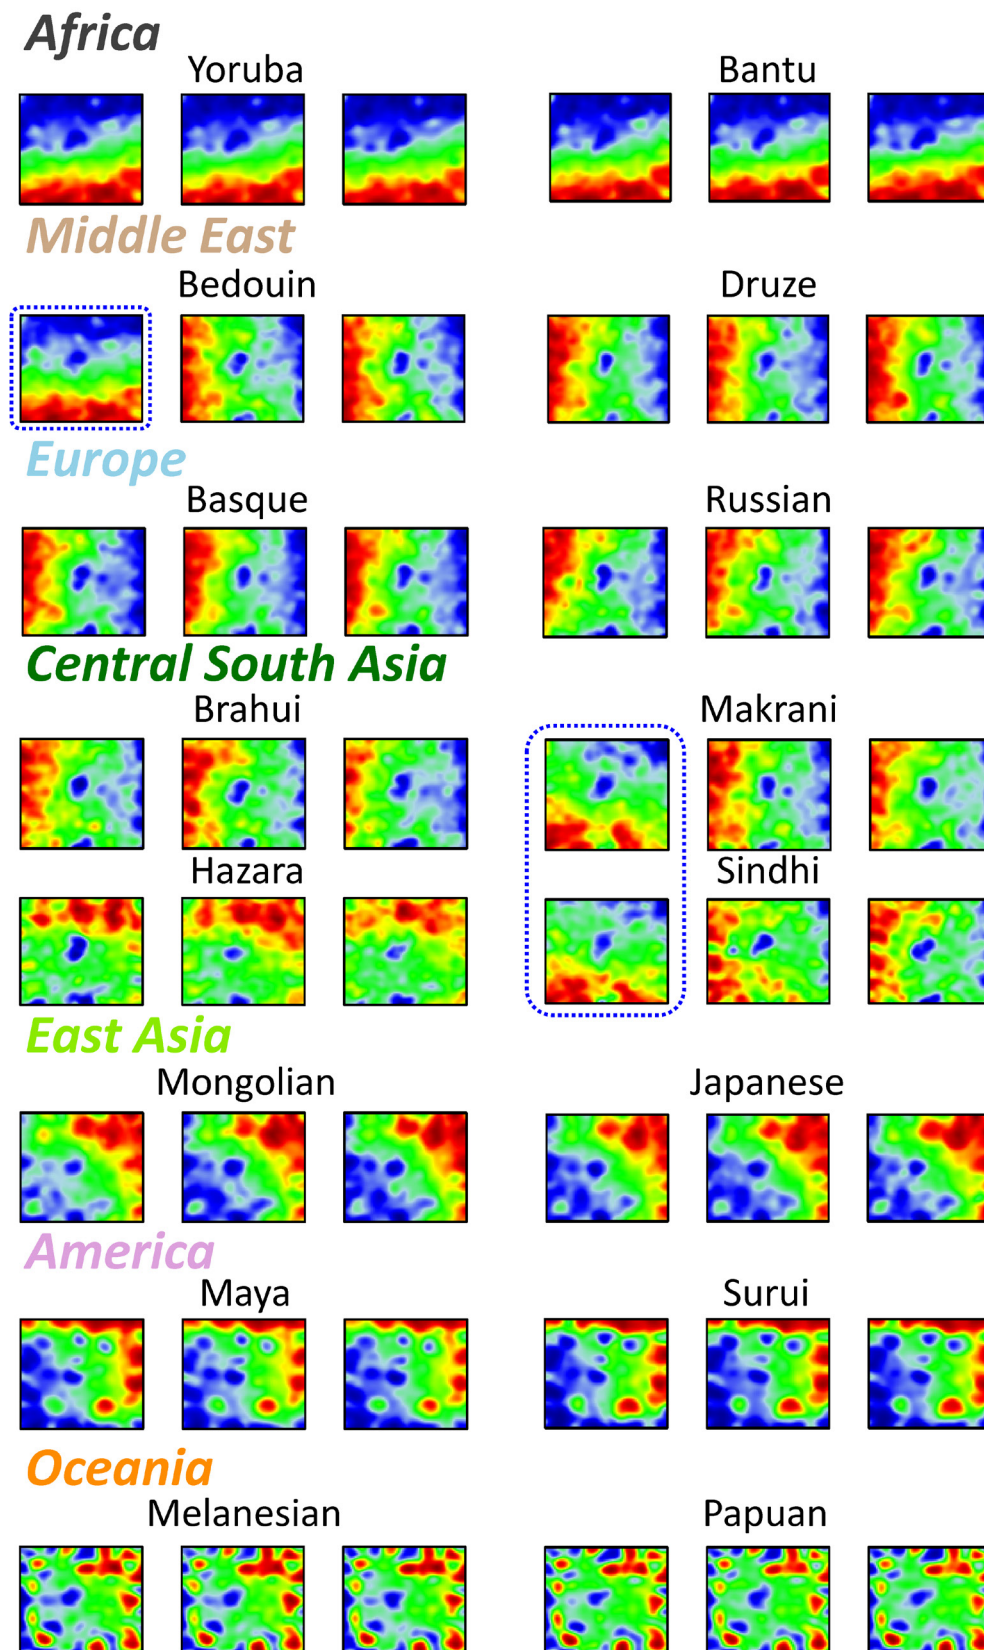 Africa
Yoruba Bantu
Middle East
Bedouin Druze
Europe
Basque Russian
Central South Asia
Brahui Makrani
Hazara Sindhi
East Asia
Mongolian Japanese
America
Maya Surui
Oceania
Melanesian Papuan